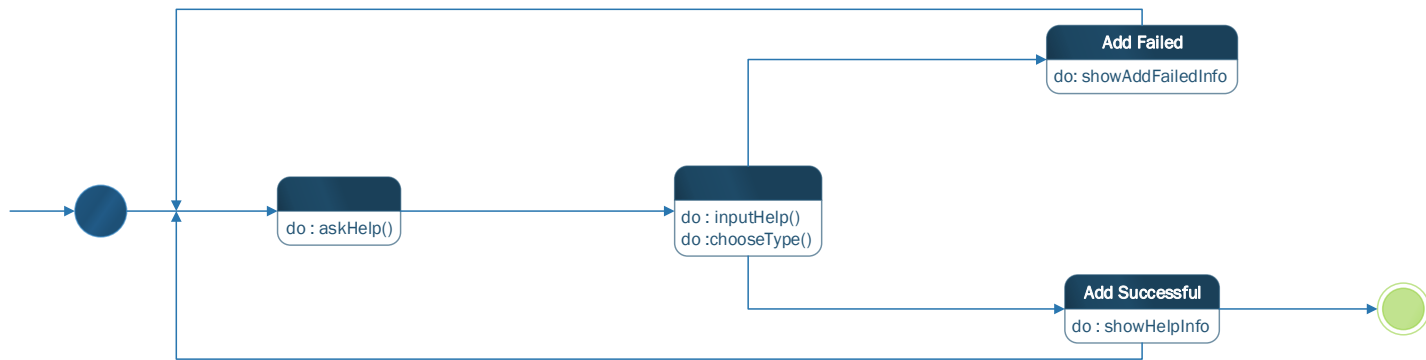 Add Failed
do: showAddFailedInfo
do : askHelp()
do : inputHelp()
do :chooseType()
Add Successful
do : showHelpInfo